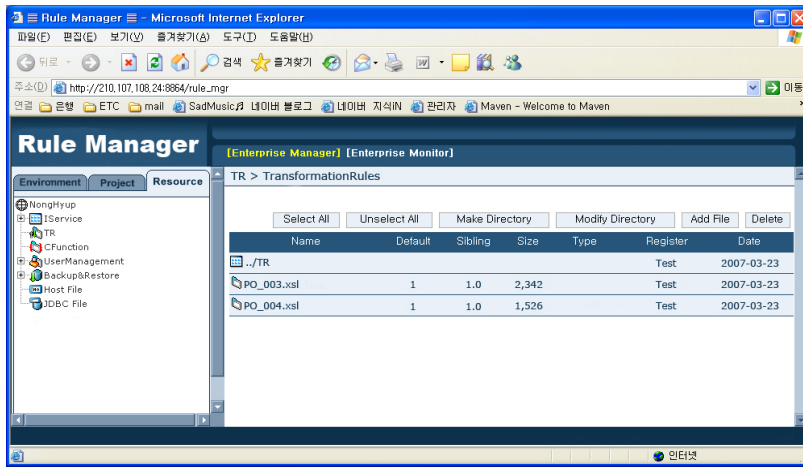 Rule Manager - Microsoft Internet Explorer
파일(F) 편집(E) 보기(V) 즐겨찾기(A) 도구(T) 도움말(H)
뒤로 검색 즐겨찾기
주소(D) http://210,107,108,24:8864/rule_mgr 이동
연결 은행 ETC mail SadMusic♬ 네이버 블로그 네이버 지식iN 관리자 Maven - Welcome to Maven
Rule Manager
[Enterprise Manager] [Enterprise Monitor]
Environment Project Resource
TR > TransformationRules
NongHyup
IService
TR
CFunction
UserManagement
Backup&Restore
Host File
JDBC File
Select All Unselect All Make Directory Modify Directory Add File Delete
Name Default Sibling Size Type Register Date
../TR Test 2007-03-23
PO_003.xsl 1 1.0 2,342 Test 2007-03-23
PO_004.xsl 1 1.0 1,526 Test 2007-03-23
인터넷